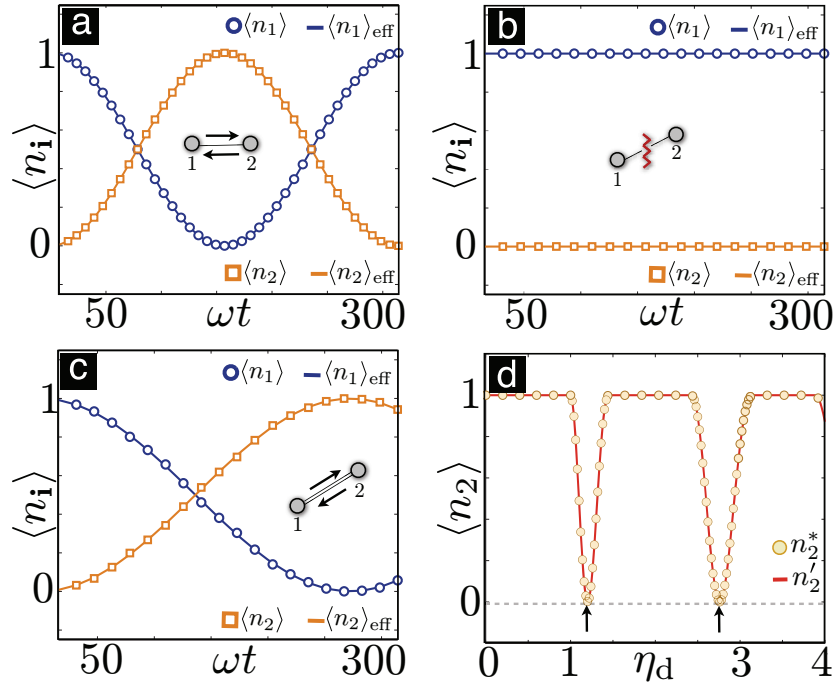 a
⟨n₁⟩ ⟨n₁⟩eff
1
⟨nᵢ⟩
1 2
0
⟨n₂⟩ ⟨n₂⟩eff
50 ωt 300
b
⟨n₁⟩ ⟨n₁⟩eff
1
⟨nᵢ⟩
1 2
0
⟨n₂⟩ ⟨n₂⟩eff
50 ωt 300
c
⟨n₁⟩ ⟨n₁⟩eff
1
⟨nᵢ⟩
2
1
0
⟨n₂⟩ ⟨n₂⟩eff
50 ωt 300
d
1
⟨n₂⟩
n₂*
n₂′
0
0 1 ηd 3 4